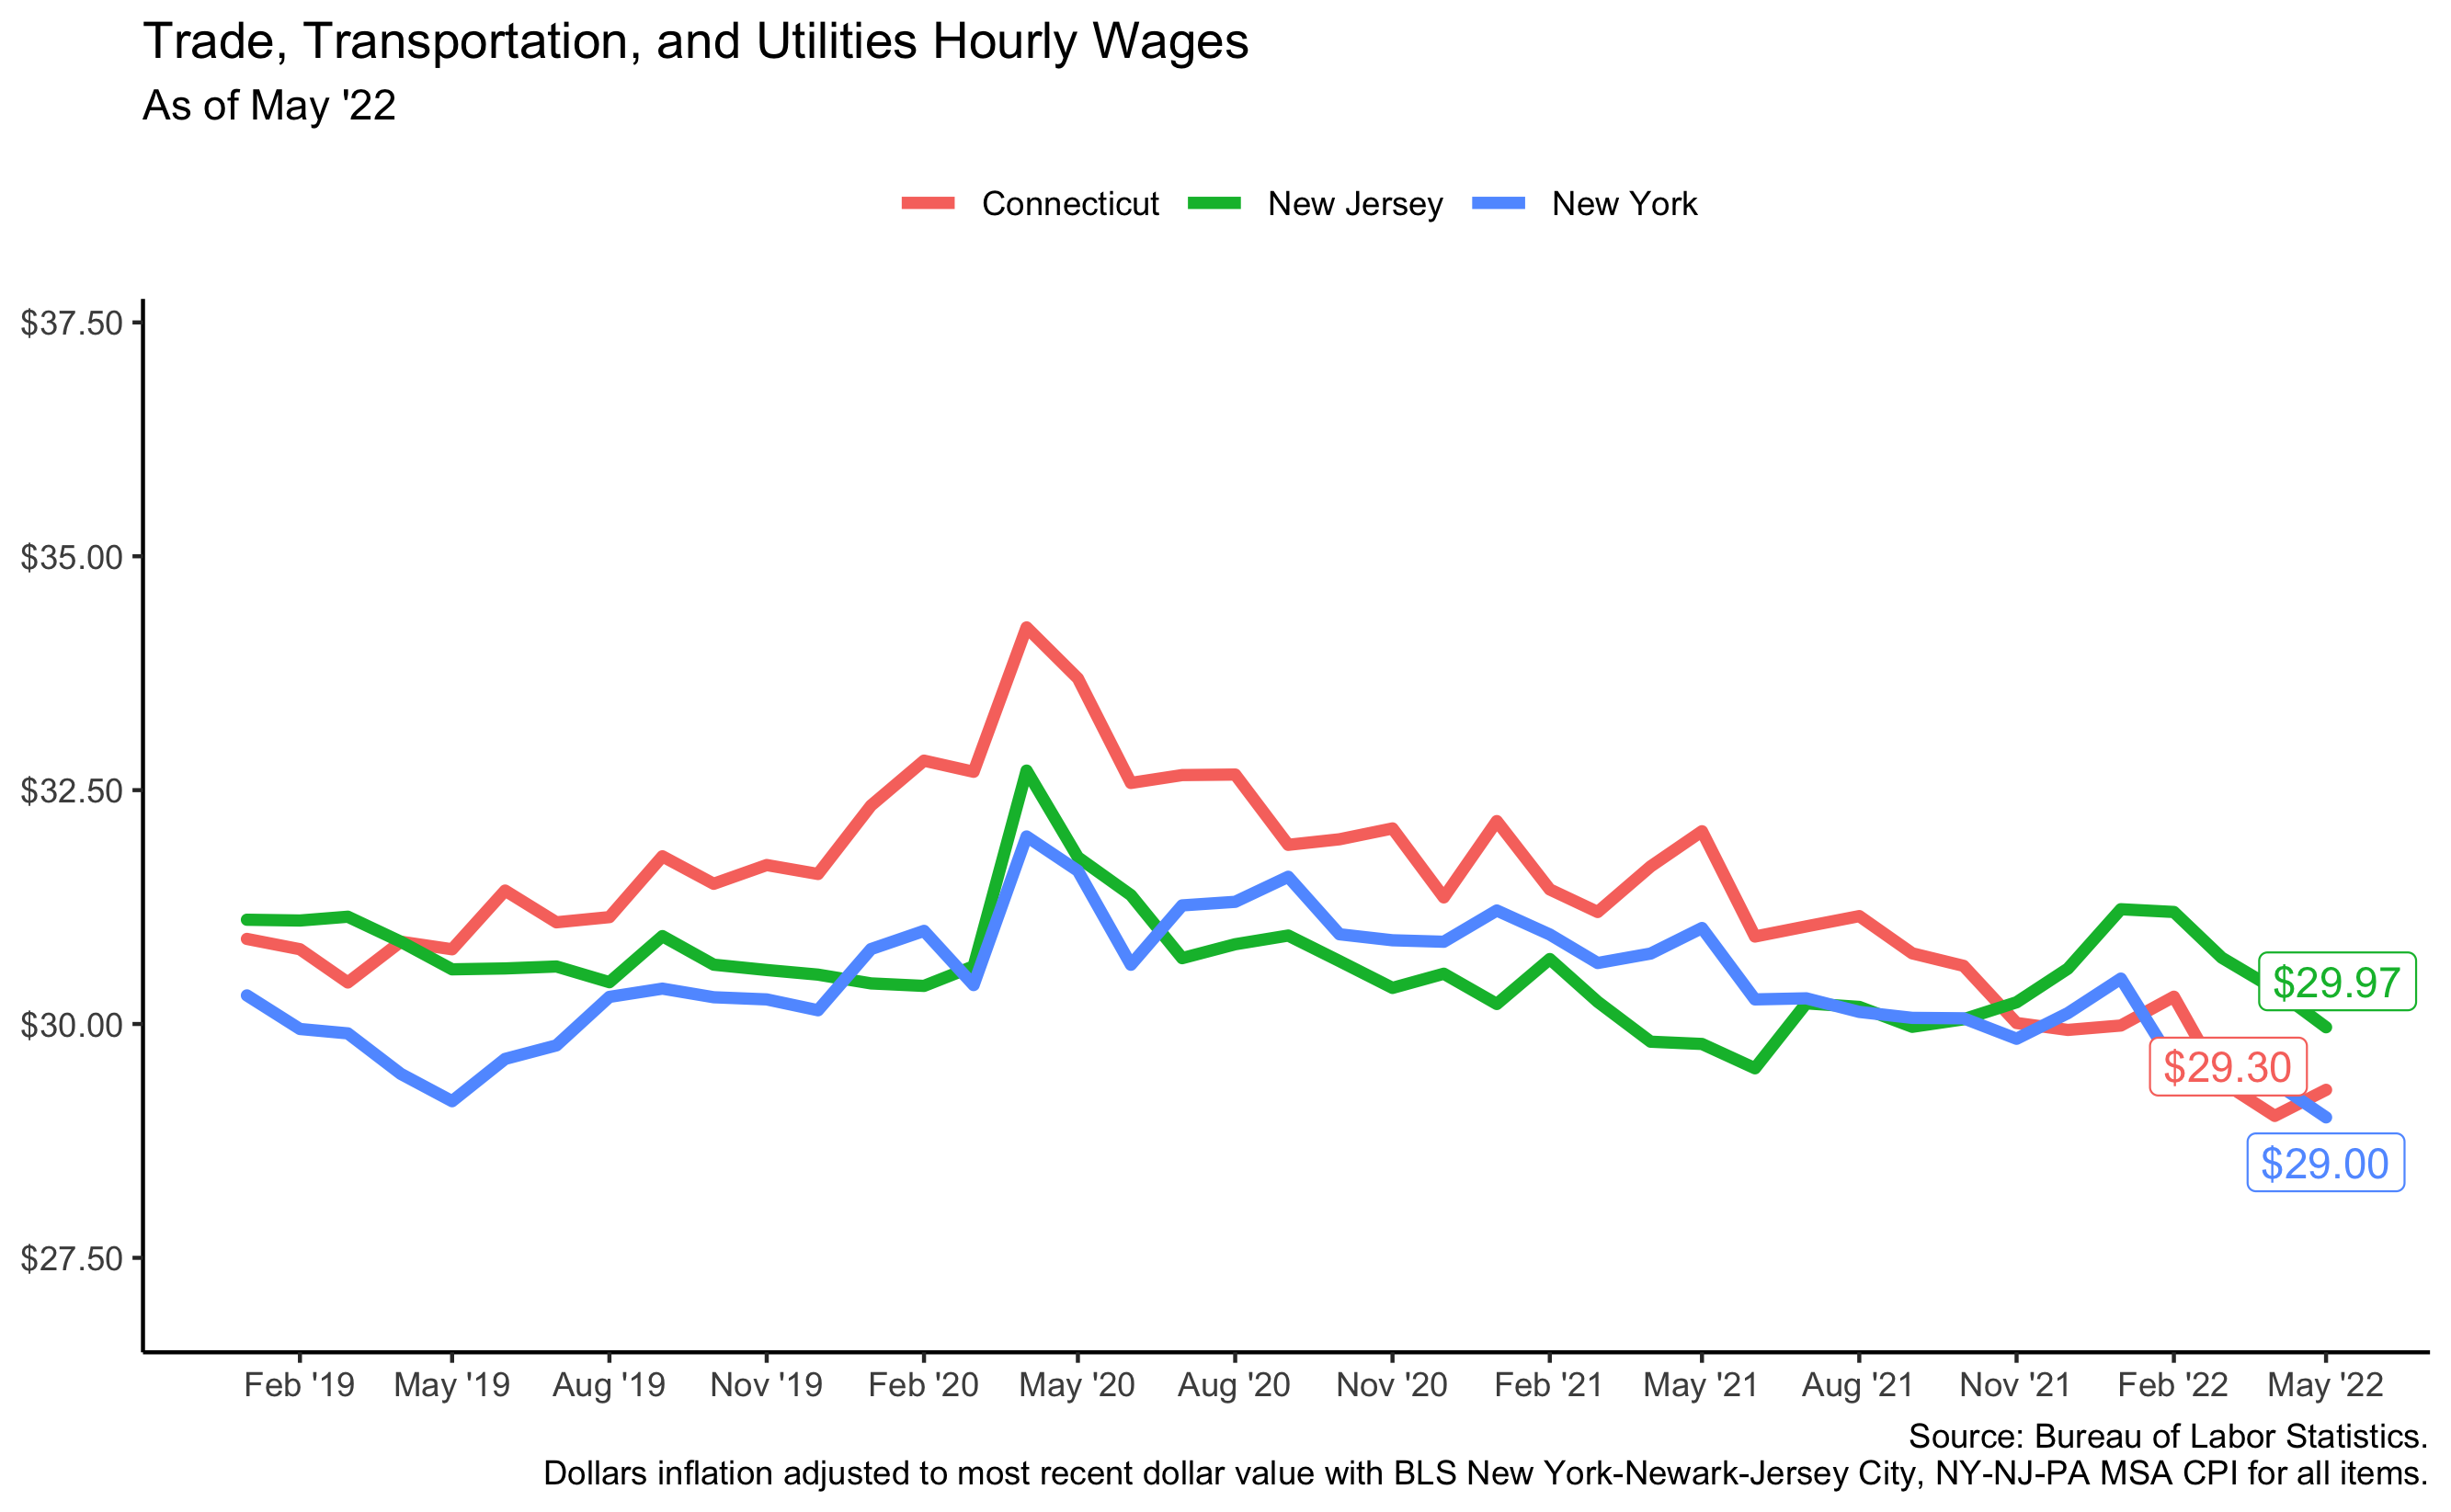 Trade, Transportation, and Utilities Hourly Wages
As of May '22
Connecticut New Jersey New York
$37.50
$35.00
$32.50
$30.00
$27.50
$29.97
$29.30
$29.00
Feb '19 May '19 Aug '19 Nov '19 Feb '20 May '20 Aug '20 Nov '20 Feb '21 May '21 Aug '21 Nov '21 Feb '22 May '22
Source: Bureau of Labor Statistics.
Dollars inflation adjusted to most recent dollar value with BLS New York-Newark-Jersey City, NY-NJ-PA MSA CPI for all items.